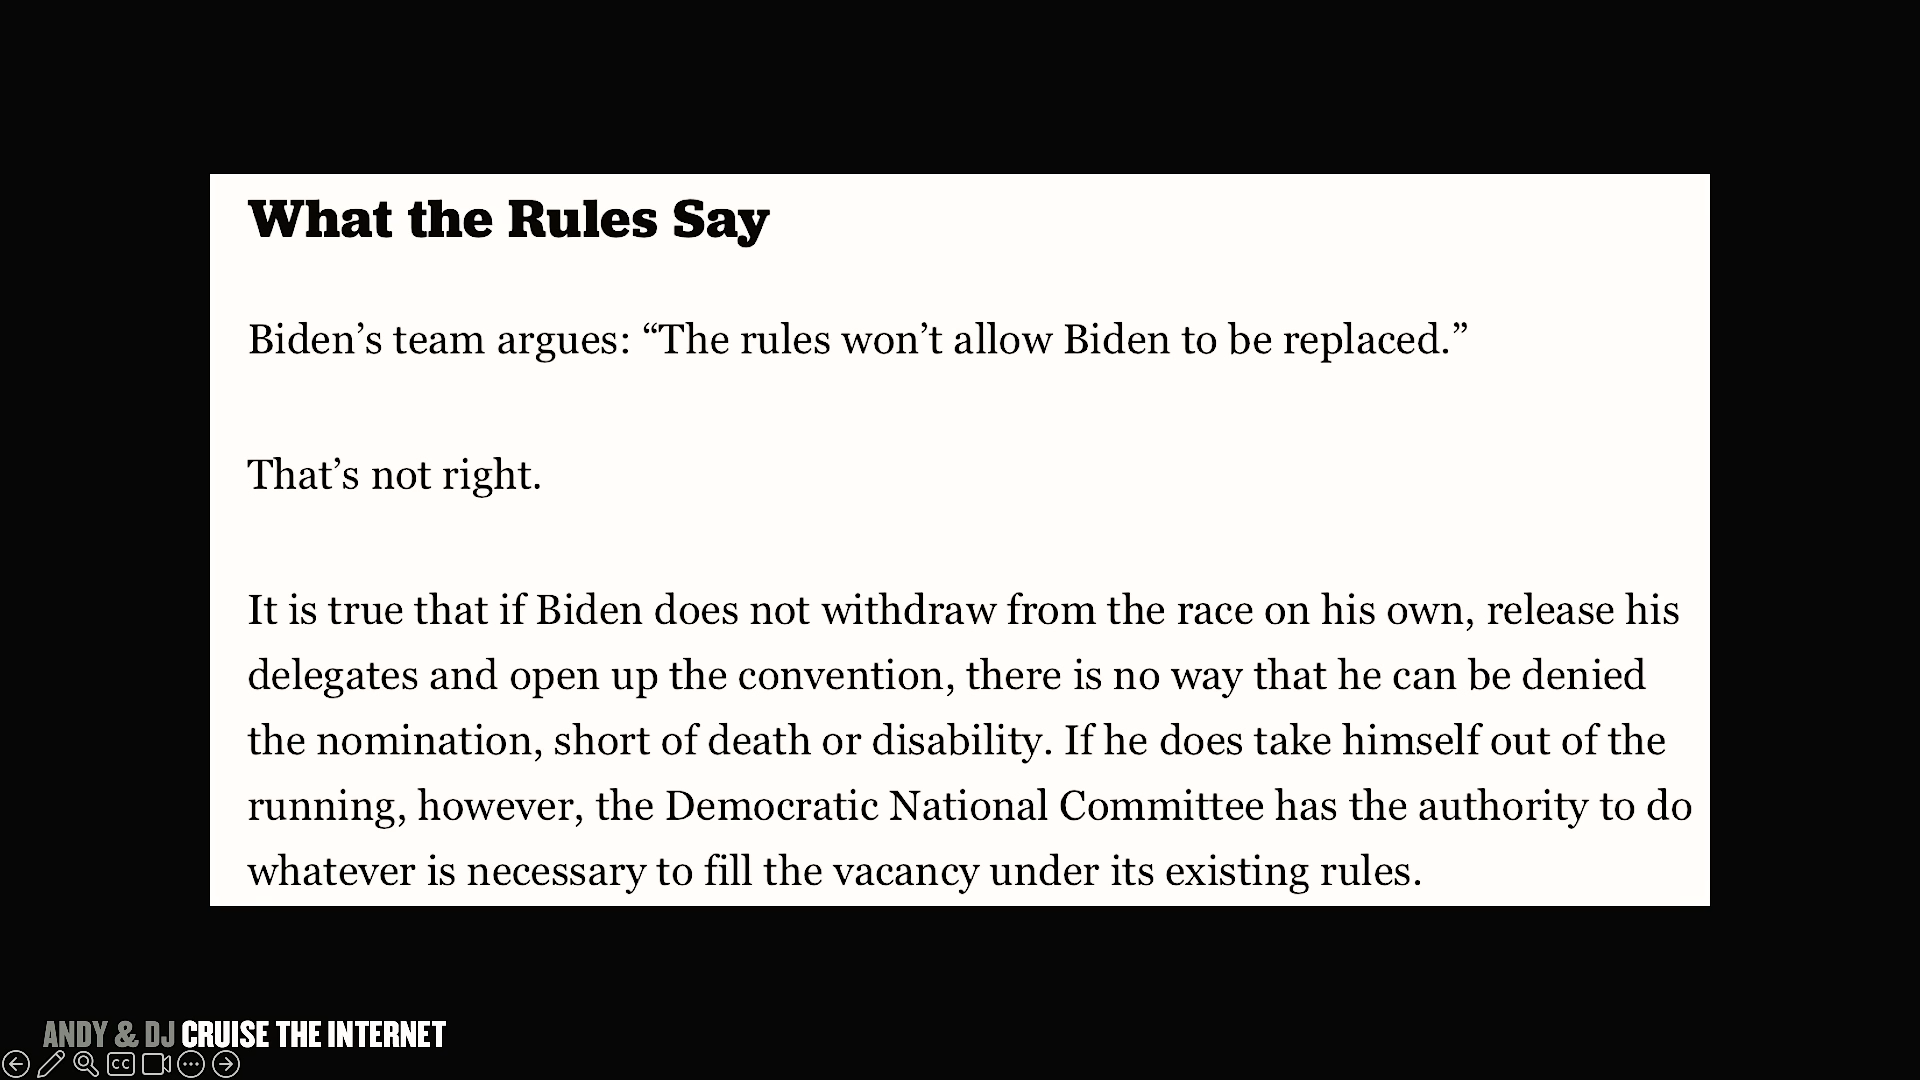 What the Rules Say
Biden’s team argues: “The rules won’t allow Biden to be replaced.”
That’s not right.
It is true that if Biden does not withdraw from the race on his own, release his
delegates and open up the convention, there is no way that he can be denied
the nomination, short of death or disability. If he does take himself out of the
running, however, the Democratic National Committee has the authority to do
whatever is necessary to fill the vacancy under its existing rules.
ANDY & DJ CRUISE THE INTERNET
CC